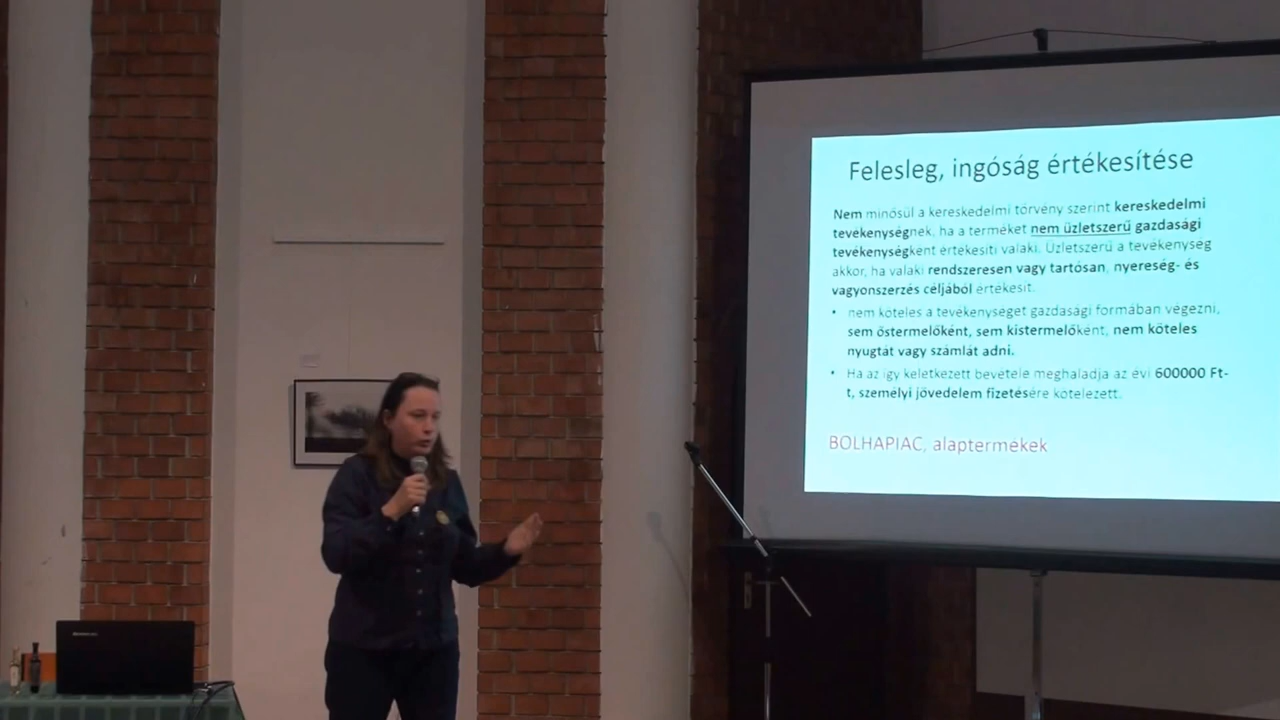 Felesleg, ingóság értékesítése
Nem minősül a kereskedelmi törvény szerint kereskedelmi
tevékenységnek, ha a terméket nem üzletszerű gazdasági
tevékenységként értékesíti valaki. Üzletszerű a tevékenység
akkor, ha valaki rendszeresen vagy tartósan, nyereség- és
vagyonszerzés céljából értékesít.
• nem köteles a tevékenységet gazdasági formában végezni,
sem őstermelőként, sem kistermelőként, nem köteles
nyugtát vagy számlát adni.
• Ha az így keletkezett bevétele meghaladja az évi 600000 Ft-
t, személyi jövedelem fizetésére kötelezett.
BOLHAPIAC, alaptermékek